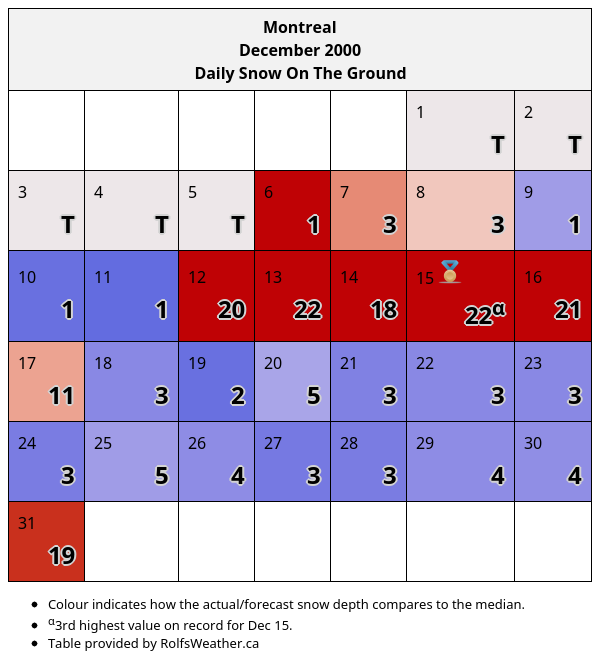 Montreal
December 2000
Daily Snow On The Ground
1 2
T T
3 4 5 6 7 8 9
T T T 1 3 3 1
10 11 12 13 14 15 16
1 1 20 22 18 22α 21
17 18 19 20 21 22 23
11 3 2 5 3 3 3
24 25 26 27 28 29 30
3 5 4 3 3 4 4
31
19
• Colour indicates how the actual/forecast snow depth compares to the median.
• α3rd highest value on record for Dec 15.
• Table provided by RolfsWeather.ca